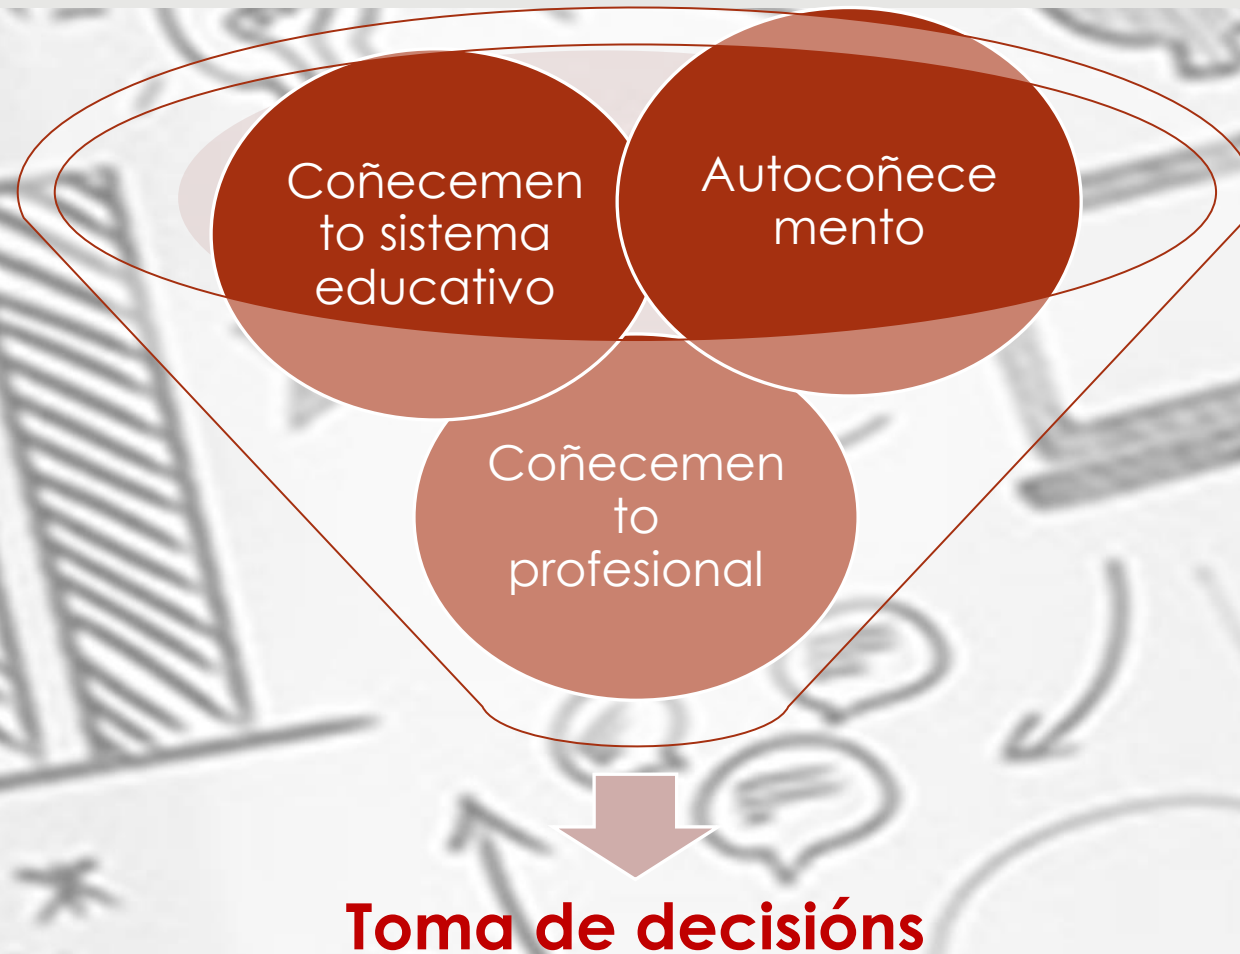 Coñecemen
to sistema
educativo
Autocoñece
mento
Coñecemen
to
profesional
Toma de decisións